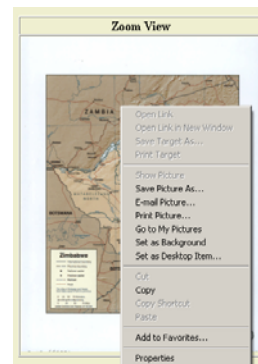 Zoom View
ZAMBIA
BOTSWANA
Zimbabwe
Open Link
Open Link in New Window
Save Target As...
Print Target
Show Picture
Save Picture As...
E-mail Picture...
Print Picture...
Go to My Pictures
Set as Background
Set as Desktop Item...
Cut
Copy
Copy Shortcut
Paste
Add to Favorites...
Properties